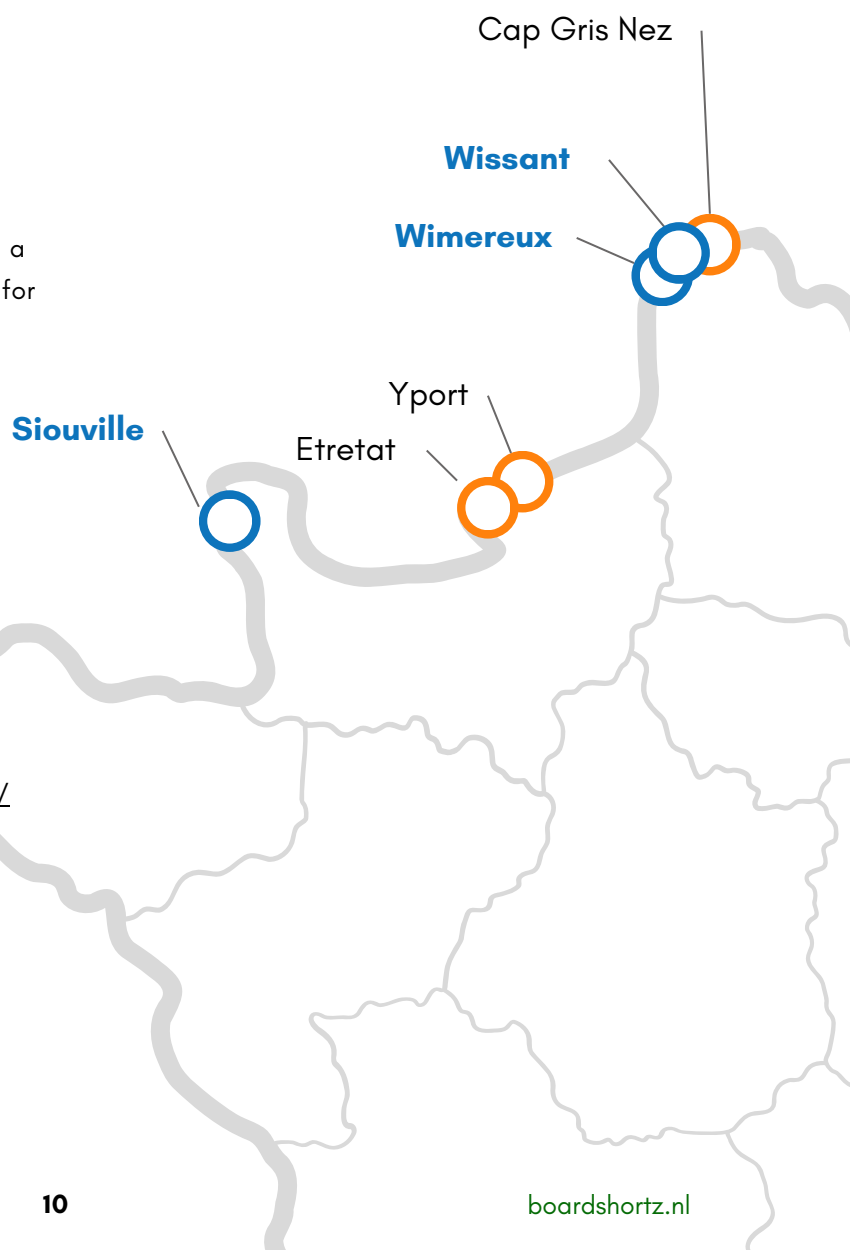 Cap Gris Nez
Wissant
Wimereux
a
for
Yport
Siouville
Etretat
/
10
boardshortz.nl